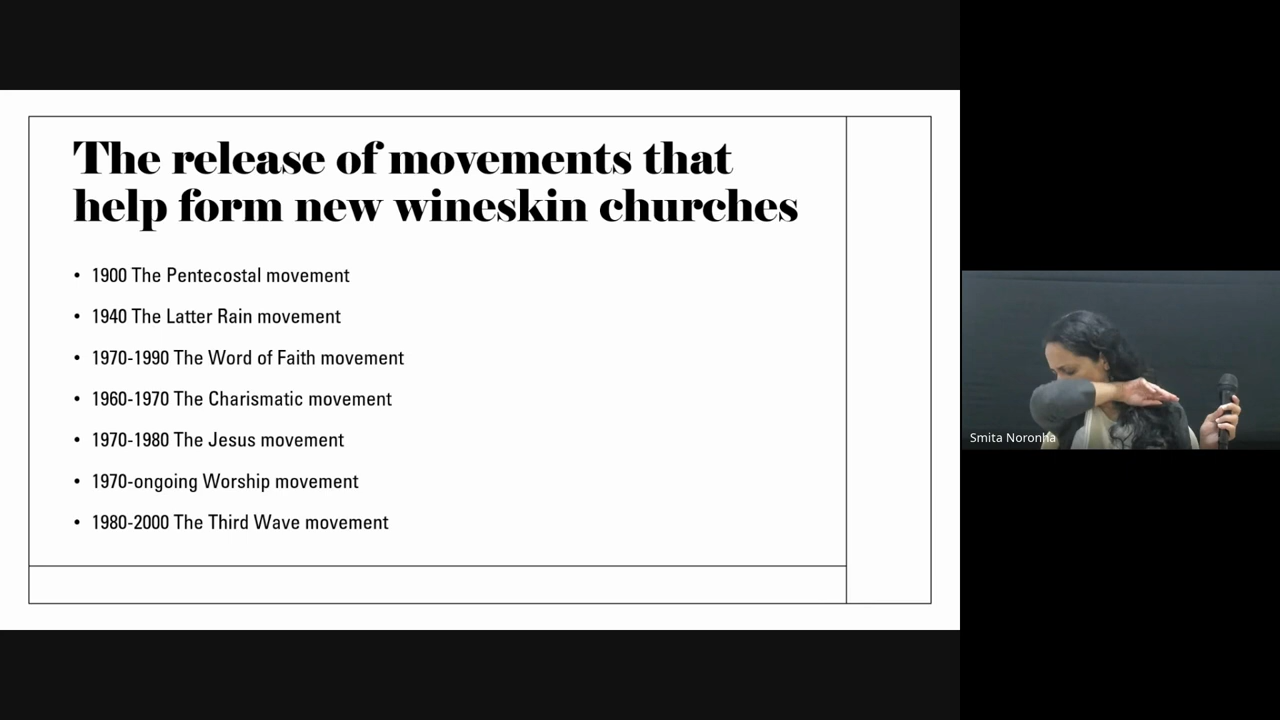 The release of movements that
help form new wineskin churches
• 1900 The Pentecostal movement
• 1940 The Latter Rain movement
• 1970-1990 The Word of Faith movement
• 1960-1970 The Charismatic movement
• 1970-1980 The Jesus movement
• 1970-ongoing Worship movement
• 1980-2000 The Third Wave movement
Smita Noronha